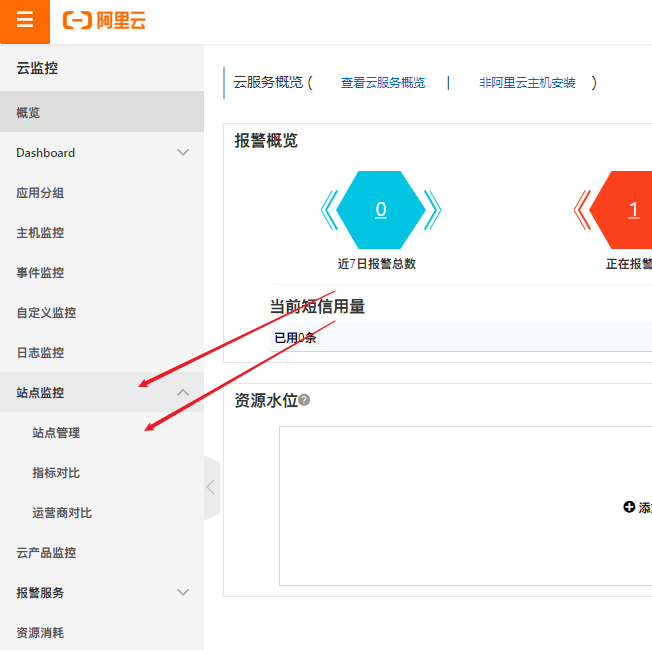 阿里云
云监控
概览
Dashboard
应用分组
主机监控
事件监控
自定义监控
日志监控
站点监控
站点管理
指标对比
运营商对比
云产品监控
报警服务
资源消耗
云服务概览 ( 查看云服务概览 | 非阿里云主机安装 )
报警概览
0
近7日报警总数
1
正在报警
当前短信用量
已用0条
资源水位
添